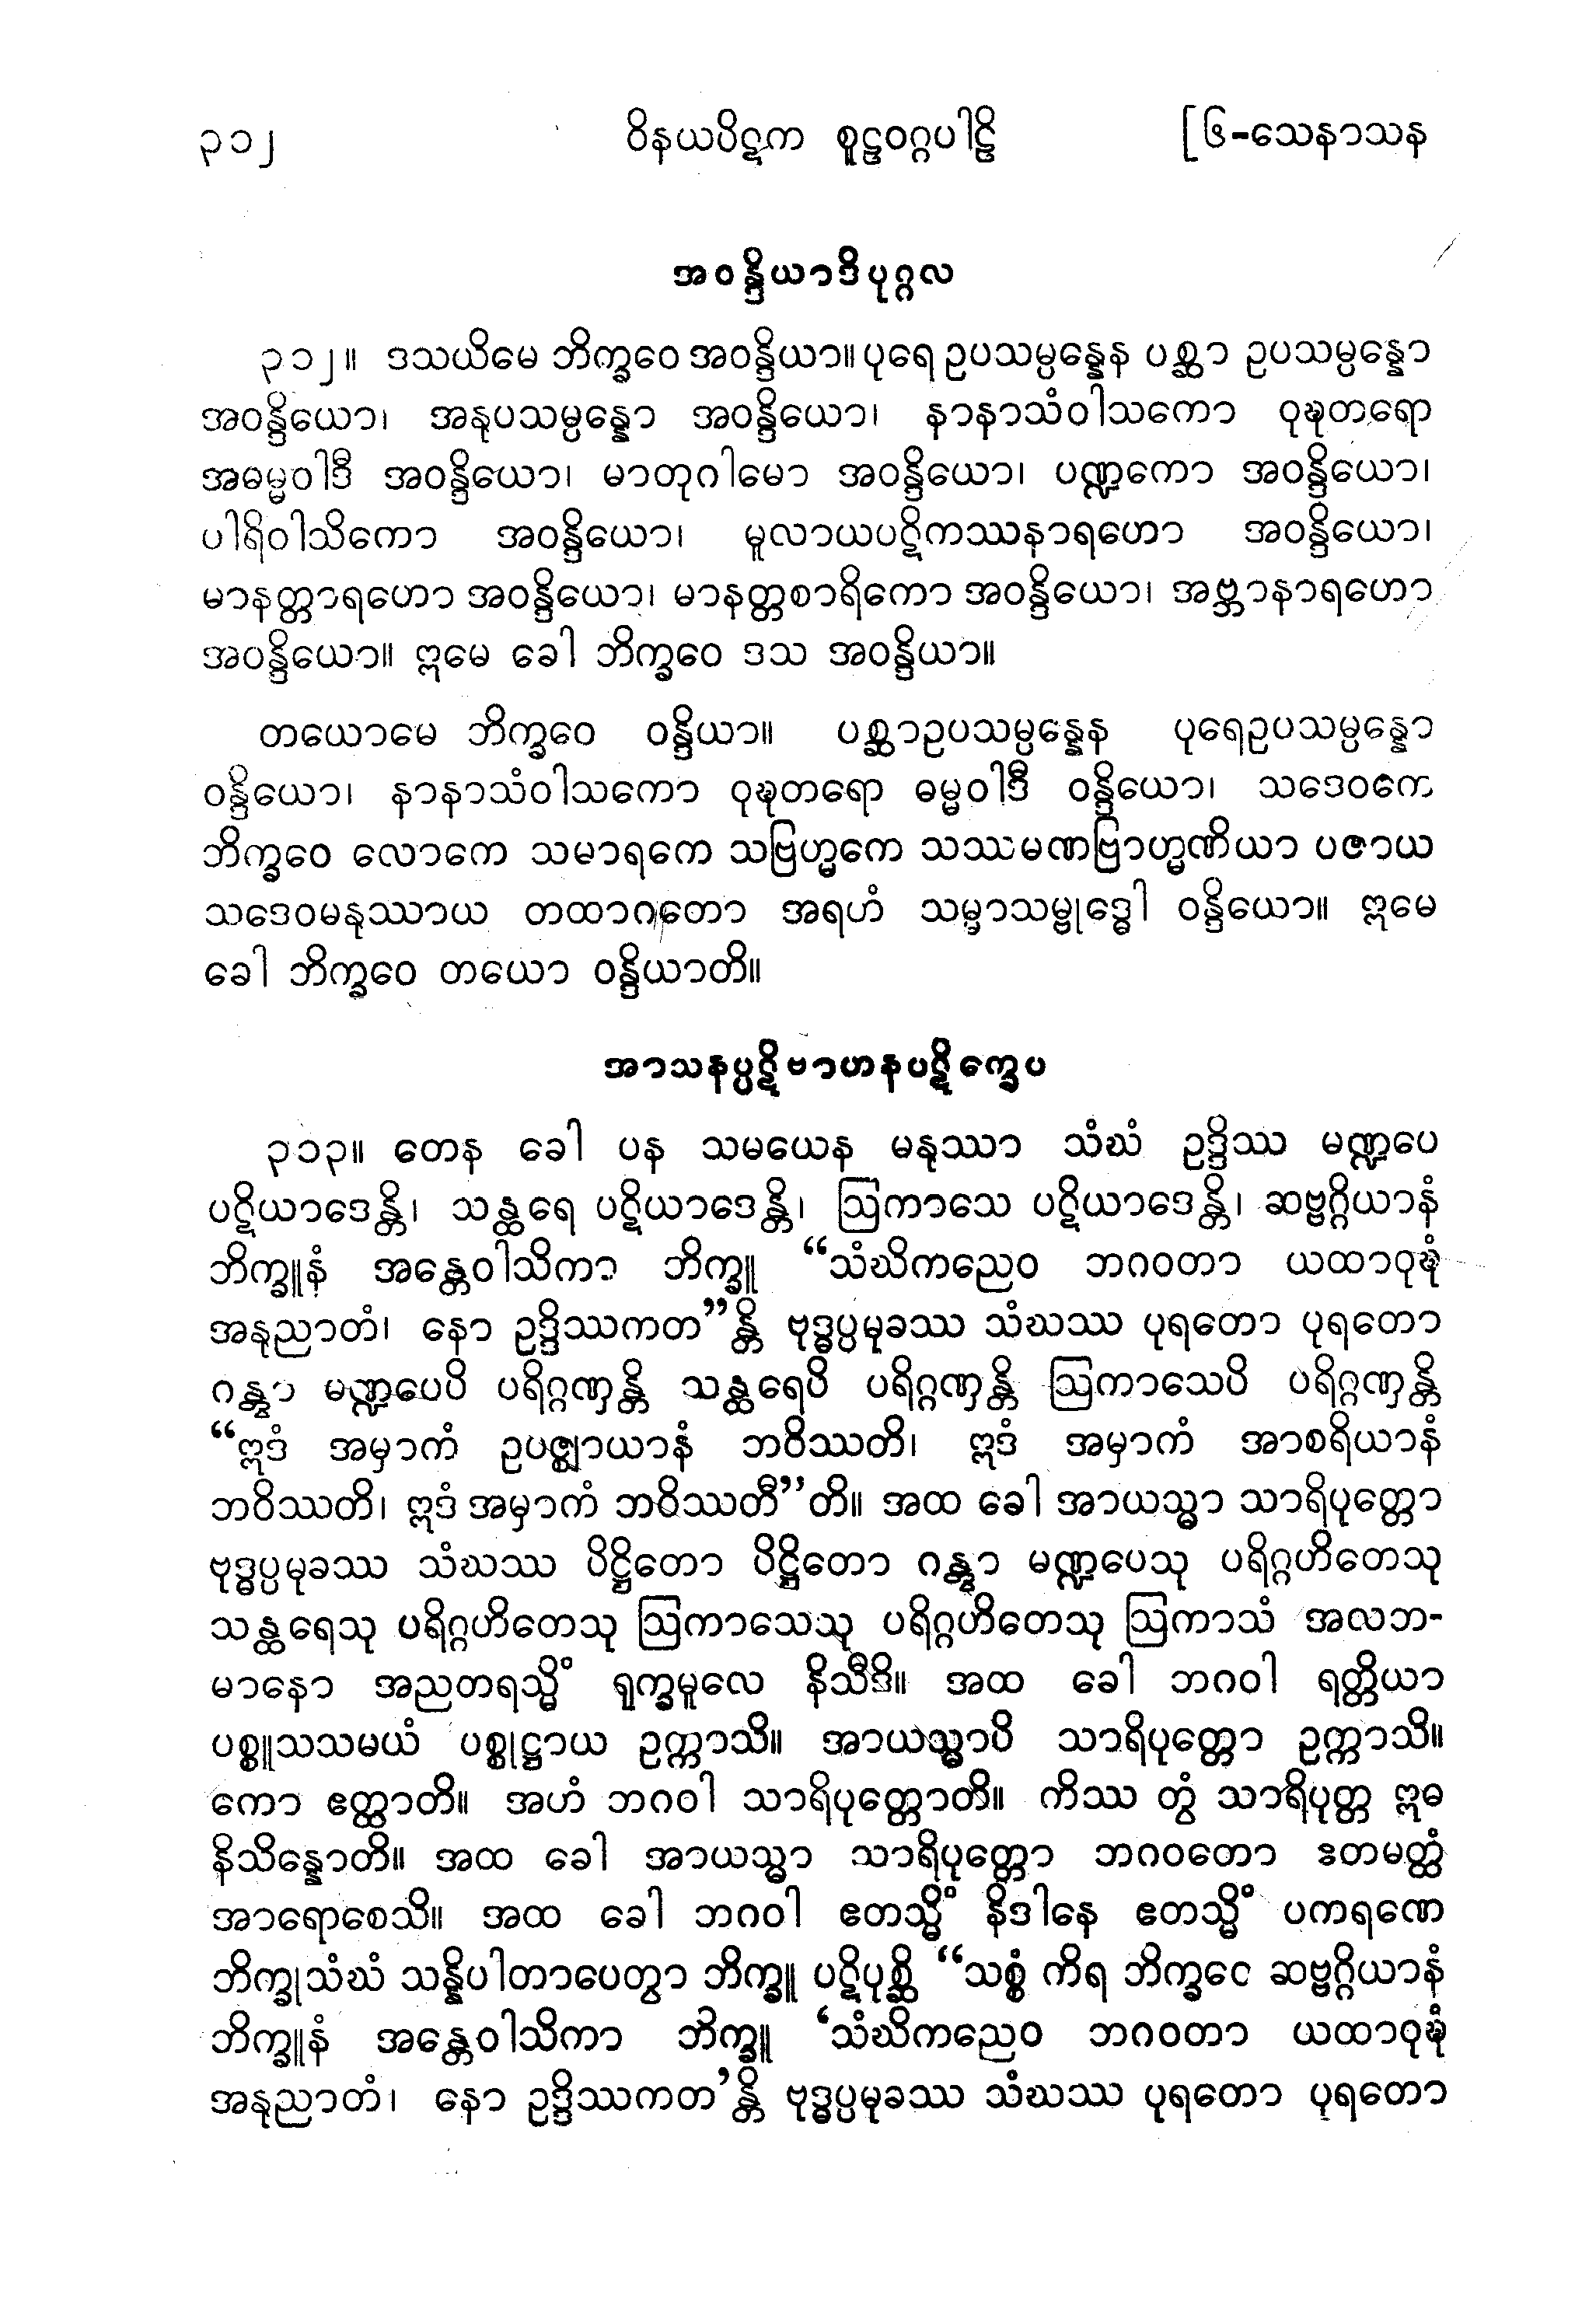 ၃၁၂ ဝိနယပိဋက စူဠဝဂ္ဂပါဠိ [၆-သေနာသန
အဝန္ဒိယာဒိပုဂ္ဂလ
၃၁၂။ ဒသယိမေ ဘိက္ခဝေ အဝန္ဒိယာ။ ပုရေ ဥပသမ္ပန္နေန ပစ္ဆာ ဥပသမ္ပန္နော
အဝန္ဒိယော၊ အနုပသမ္ပန္နော အဝန္ဒိယော၊ နာနာသံဝါသကော ဝုဍ္ဎတရော
အဓမ္မဝါဒီ အဝန္ဒိယော၊ မာတုဂါမော အဝန္ဒိယော၊ ပဏ္ဍကော အဝန္ဒိယော၊
ပါရိဝါသိကော အဝန္ဒိယော၊ မူလာယပဋိကဿနာရဟော အဝန္ဒိယော၊
မာနတ္တာရဟော အဝန္ဒိယော၊ မာနတ္တစာရိကော အဝန္ဒိယော၊ အဗ္ဘာနာရဟော
အဝန္ဒိယော။ ဣမေ ခေါ ဘိက္ခဝေ ဒသ အဝန္ဒိယာ။
တယောမေ ဘိက္ခဝေ ဝန္ဒိယာ။ ပစ္ဆာဥပသမ္ပန္နေန ပုရေဥပသမ္ပန္နော
ဝန္ဒိယော၊ နာနာသံဝါသကော ဝုဍ္ဎတရော ဓမ္မဝါဒီ ဝန္ဒိယော၊ သဒေဝကေ
ဘိက္ခဝေ လောကေ သမာရကေ သဗြဟ္မကေ သဿမဏဗြာဟ္မဏိယာ ပဇာယ
သဒေဝမနုဿာယ တထာဂတော အရဟံ သမ္မာသမ္ဗုဒ္ဓေါ ဝန္ဒိယော။ ဣမေ
ခေါ ဘိက္ခဝေ တယော ဝန္ဒိယာတိ။
အာသနပ္ပဋိဗာဟနပဋိက္ခေပ
၃၁၃။ တေန ခေါ ပန သမယေန မနုဿာ သံဃံ ဥဒ္ဒိဿ မဏ္ဍပေ
ပဋိယာဒေန္တိ၊ သန္ထရေ ပဋိယာဒေန္တိ၊ ဩကာသေ ပဋိယာဒေန္တိ၊ ဆဗ္ဗဂ္ဂိယာနံ
ဘိက္ခူနံ အန္တေဝါသိကာ ဘိက္ခူ “သံဃိကညေဝ ဘဂဝတာ ယထာဝုဍ္ဎံ
အနုညာတံ၊ နော ဥဒ္ဒိဿကတ”န္တိ ဗုဒ္ဓပ္ပမုခဿ သံဃဿ ပုရတော ပုရတော
ဂန္တွာ မဏ္ဍပေပိ ပရိဂ္ဂဏှန္တိ သန္ထရေပိ ပရိဂ္ဂဏှန္တိ ဩကာသေပိ ပရိဂ္ဂဏှန္တိ
“ဣဒံ အမှာကံ ဥပဇ္ဈာယာနံ ဘဝိဿတိ၊ ဣဒံ အမှာကံ အာစရိယာနံ
ဘဝိဿတိ၊ ဣဒံ အမှာကံ ဘဝိဿတီ”တိ။ အထ ခေါ အာယသ္မာ သာရိပုတ္တော
ဗုဒ္ဓပ္ပမုခဿ သံဃဿ ပိဋ္ဌိတော ပိဋ္ဌိတော ဂန္တွာ မဏ္ဍပေသု ပရိဂ္ဂဟိတေသု
သန္ထရေသု ပရိဂ္ဂဟိတေသု ဩကာသေသု ပရိဂ္ဂဟိတေသု ဩကာသံ အလဘ-
မာနော အညတရသ္မိံ ရုက္ခမူလေ နိသီဒိ။ အထ ခေါ ဘဂဝါ ရတ္တိယာ
ပစ္စူသသမယံ ပစ္စုဋ္ဌာယ ဥက္ကာသိ။ အာယသ္မာပိ သာရိပုတ္တော ဥက္ကာသိ။
ကော ဧတ္ထာတိ။ အဟံ ဘဂဝါ သာရိပုတ္တောတိ။ ကိဿ တွံ သာရိပုတ္တ ဣဓ
နိသိန္နောတိ။ အထ ခေါ အာယသ္မာ သာရိပုတ္တော ဘဂဝတော ဧတမတ္ထံ
အာရောစေသိ။ အထ ခေါ ဘဂဝါ ဧတသ္မိံ နိဒါနေ ဧတသ္မိံ ပကရဏေ
ဘိက္ခုသံဃံ သန္နိပါတာပေတွာ ဘိက္ခူ ပဋိပုစ္ဆိ “သစ္စံ ကိရ ဘိက္ခဝေ ဆဗ္ဗဂ္ဂိယာနံ
ဘိက္ခူနံ အန္တေဝါသိကာ ဘိက္ခူ ‘သံဃိကညေဝ ဘဂဝတာ ယထာဝုဍ္ဎံ
အနုညာတံ၊ နော ဥဒ္ဒိဿကတ’န္တိ ဗုဒ္ဓပ္ပမုခဿ သံဃဿ ပုရတော ပုရတော